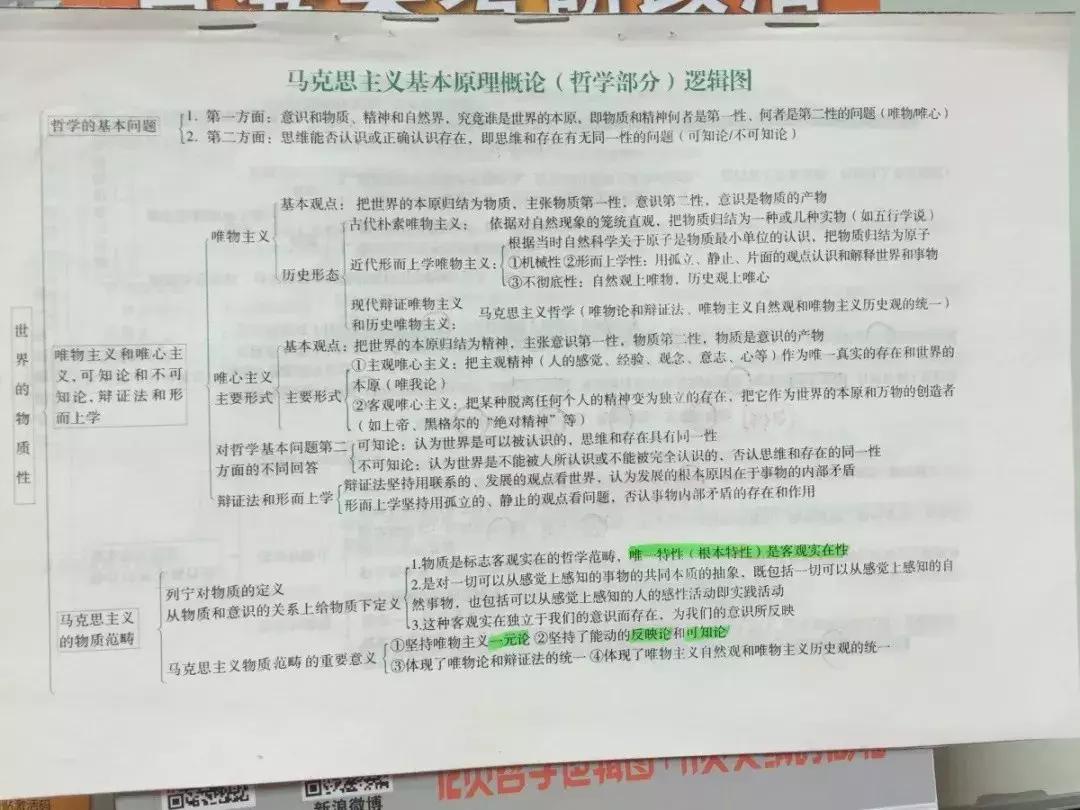 马克思主义基本原理概论（哲学部分）逻辑图
哲学的基本问题
1. 第一方面：意识和物质、精神和自然界，究竟谁是世界的本原，即物质和精神何者是第一性、何者是第二性的问题（唯物/唯心）
2. 第二方面：思维能否认识或正确认识存在，即思维和存在有无同一性的问题（可知论/不可知论）
世界的物质性
唯物主义和唯心主
义，可知论和不可
知论，辩证法和形
而上学
唯物主义
基本观点：把世界的本原归结为物质，主张物质第一性，意识第二性，意识是物质的产物
历史形态
古代朴素唯物主义：依据对自然现象的笼统直观，把物质归结为一种或几种实物（如五行学说）
近代形而上学唯物主义：
根据当时自然科学关于原子是物质最小单位的认识，把物质归结为原子
①机械性 ②形而上学性：用孤立、静止、片面的观点认识和解释世界和事物
③不彻底性：自然观上唯物，历史观上唯心
现代辩证唯物主义
和历史唯物主义：
马克思主义哲学（唯物论和辩证法、唯物主义自然观和唯物主义历史观的统一）
唯心主义
主要形式
基本观点：把世界的本原归结为精神，主张意识第一性，物质第二性，物质是意识的产物
主要形式
①主观唯心主义：把主观精神（人的感觉、经验、观念、意志、心等）作为唯一真实的存在和世界的
本原（唯我论）
②客观唯心主义：把某种脱离任何个人的精神变为独立的存在，把它作为世界的本原和万物的创造者
（如上帝、黑格尔的“绝对精神”等）
对哲学基本问题第二
方面的不同回答
可知论：认为世界是可以被认识的，思维和存在具有同一性
不可知论：认为世界是不能被人所认识或不能被完全认识的，否认思维和存在的同一性
辩证法和形而上学
辩证法坚持用联系的、发展的观点看世界，认为发展的根本原因在于事物的内部矛盾
形而上学坚持用孤立的、静止的观点看问题，否认事物内部矛盾的存在和作用
马克思主义
的物质范畴
列宁对物质的定义
从物质和意识的关系上给物质下定义
1.物质是标志客观实在的哲学范畴，唯一特性（根本特性）是客观实在性
2.是对一切可以从感觉上感知的事物的共同本质的抽象，既包括一切可以从感觉上感知的自
然事物，也包括可以从感觉上感知的人的感性活动即实践活动
3.这种客观实在独立于我们的意识而存在，为我们的意识所反映
马克思主义物质范畴的重要意义
①坚持唯物主义一元论 ②坚持了能动的反映论和可知论
③体现了唯物论和辩证法的统一 ④体现了唯物主义自然观和唯物主义历史观的统一
新浪微博